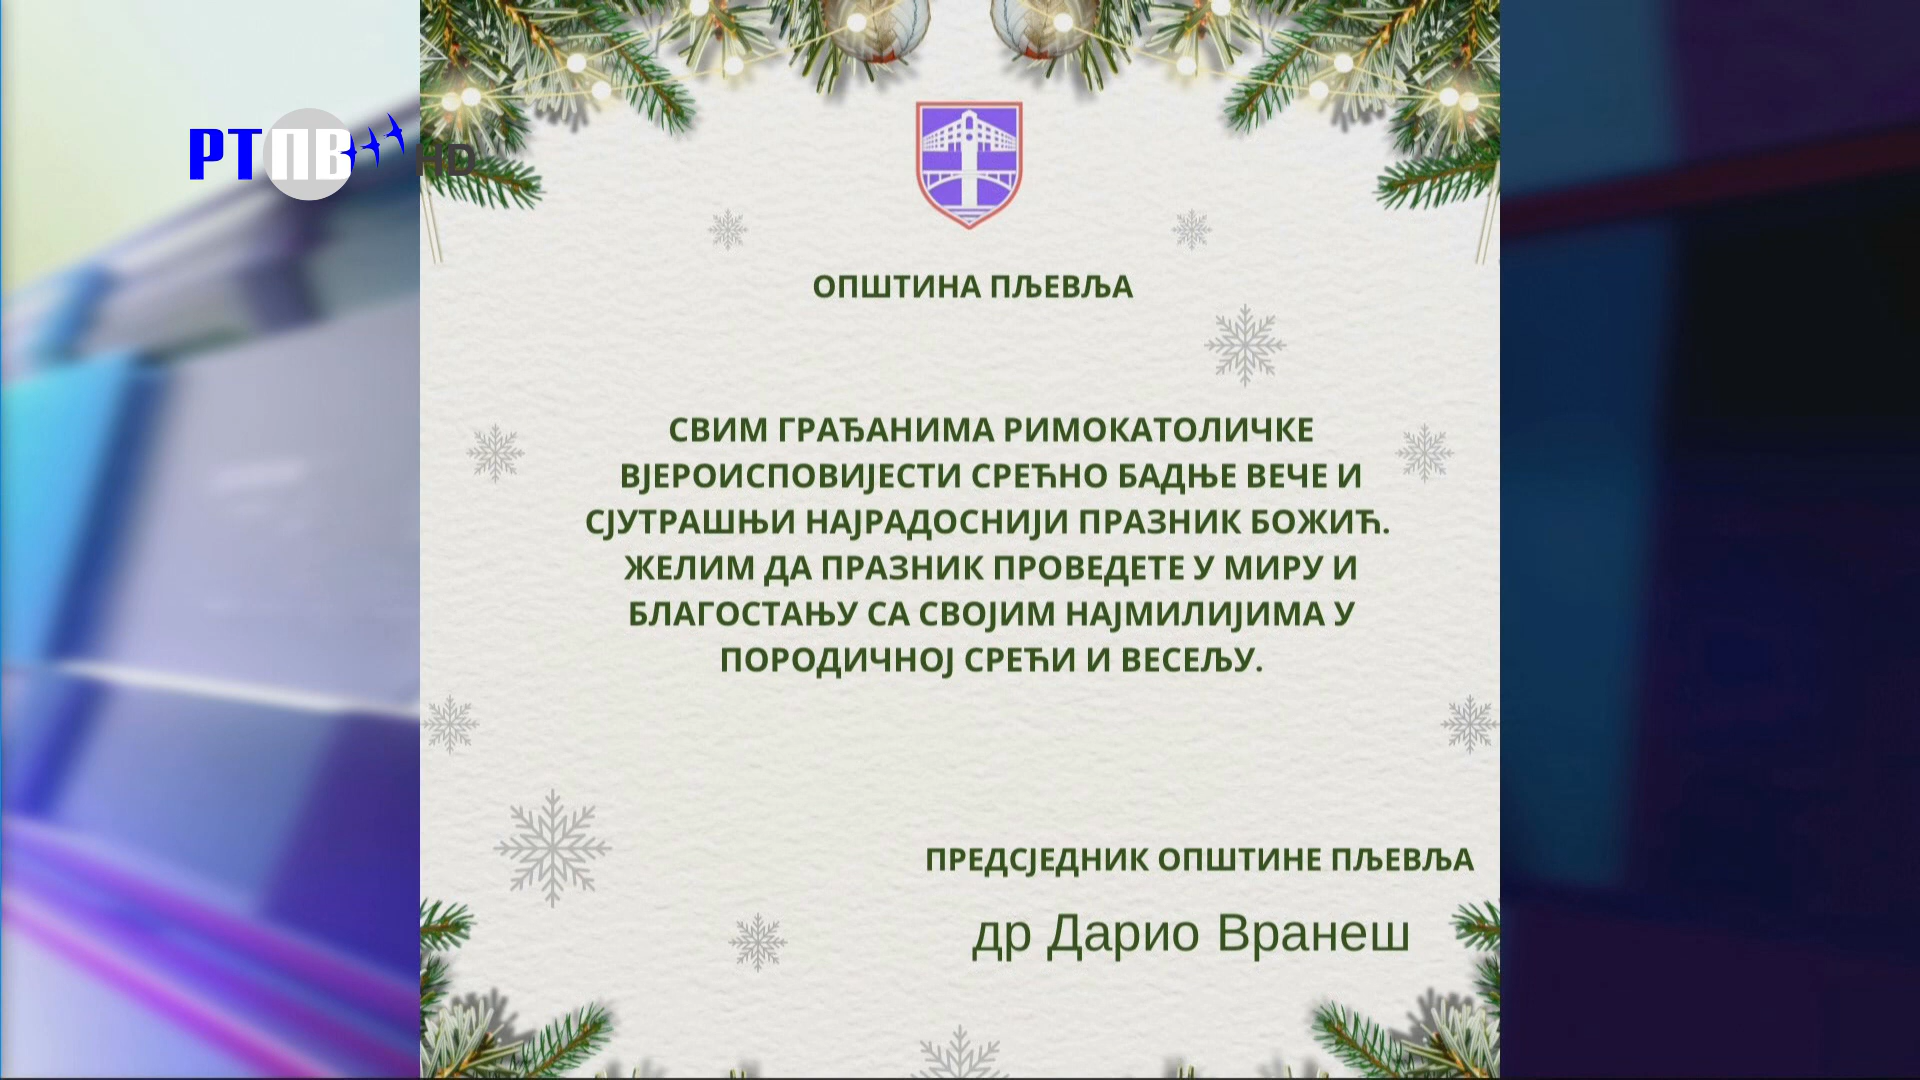 РТПВ HD
ОПШТИНА ПЉЕВЉА
СВИМ ГРАЂАНИМА РИМОКАТОЛИЧКЕ
ВЈЕРОИСПОВИЈЕСТИ СРЕЋНО БАДЊЕ ВЕЧЕ И
СЈУТРАШЊИ НАЈРАДОСНИЈИ ПРАЗНИК БОЖИЋ.
ЖЕЛИМ ДА ПРАЗНИК ПРОВЕДЕТЕ У МИРУ И
БЛАГОСТАЊУ СА СВОЈИМ НАЈМИЛИЈИМА У
ПОРОДИЧНОЈ СРЕЋИ И ВЕСЕЉУ.
ПРЕДСЈЕДНИК ОПШТИНЕ ПЉЕВЉА
др Дарио Вранеш